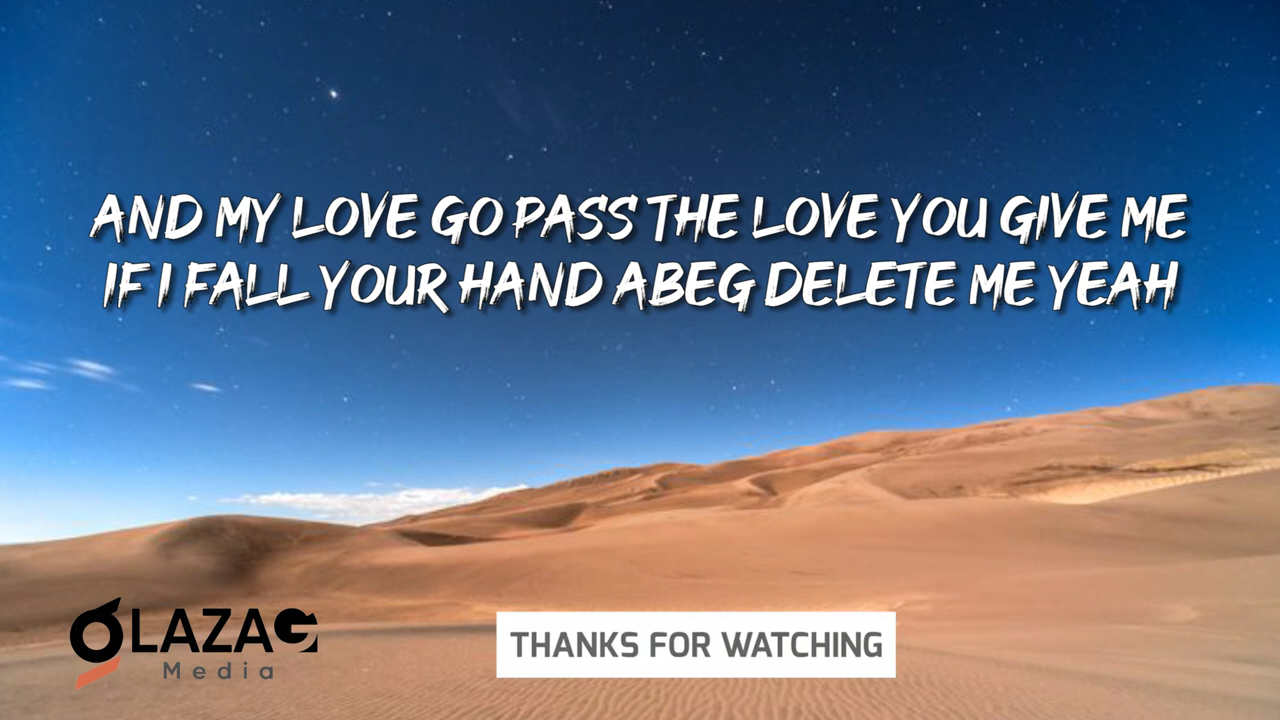 AND MY LOVE GO PASS THE LOVE YOU GIVE ME
IF I FALL YOUR HAND ABEG DELETE ME YEAH
OLAZAG
Media
THANKS FOR WATCHING